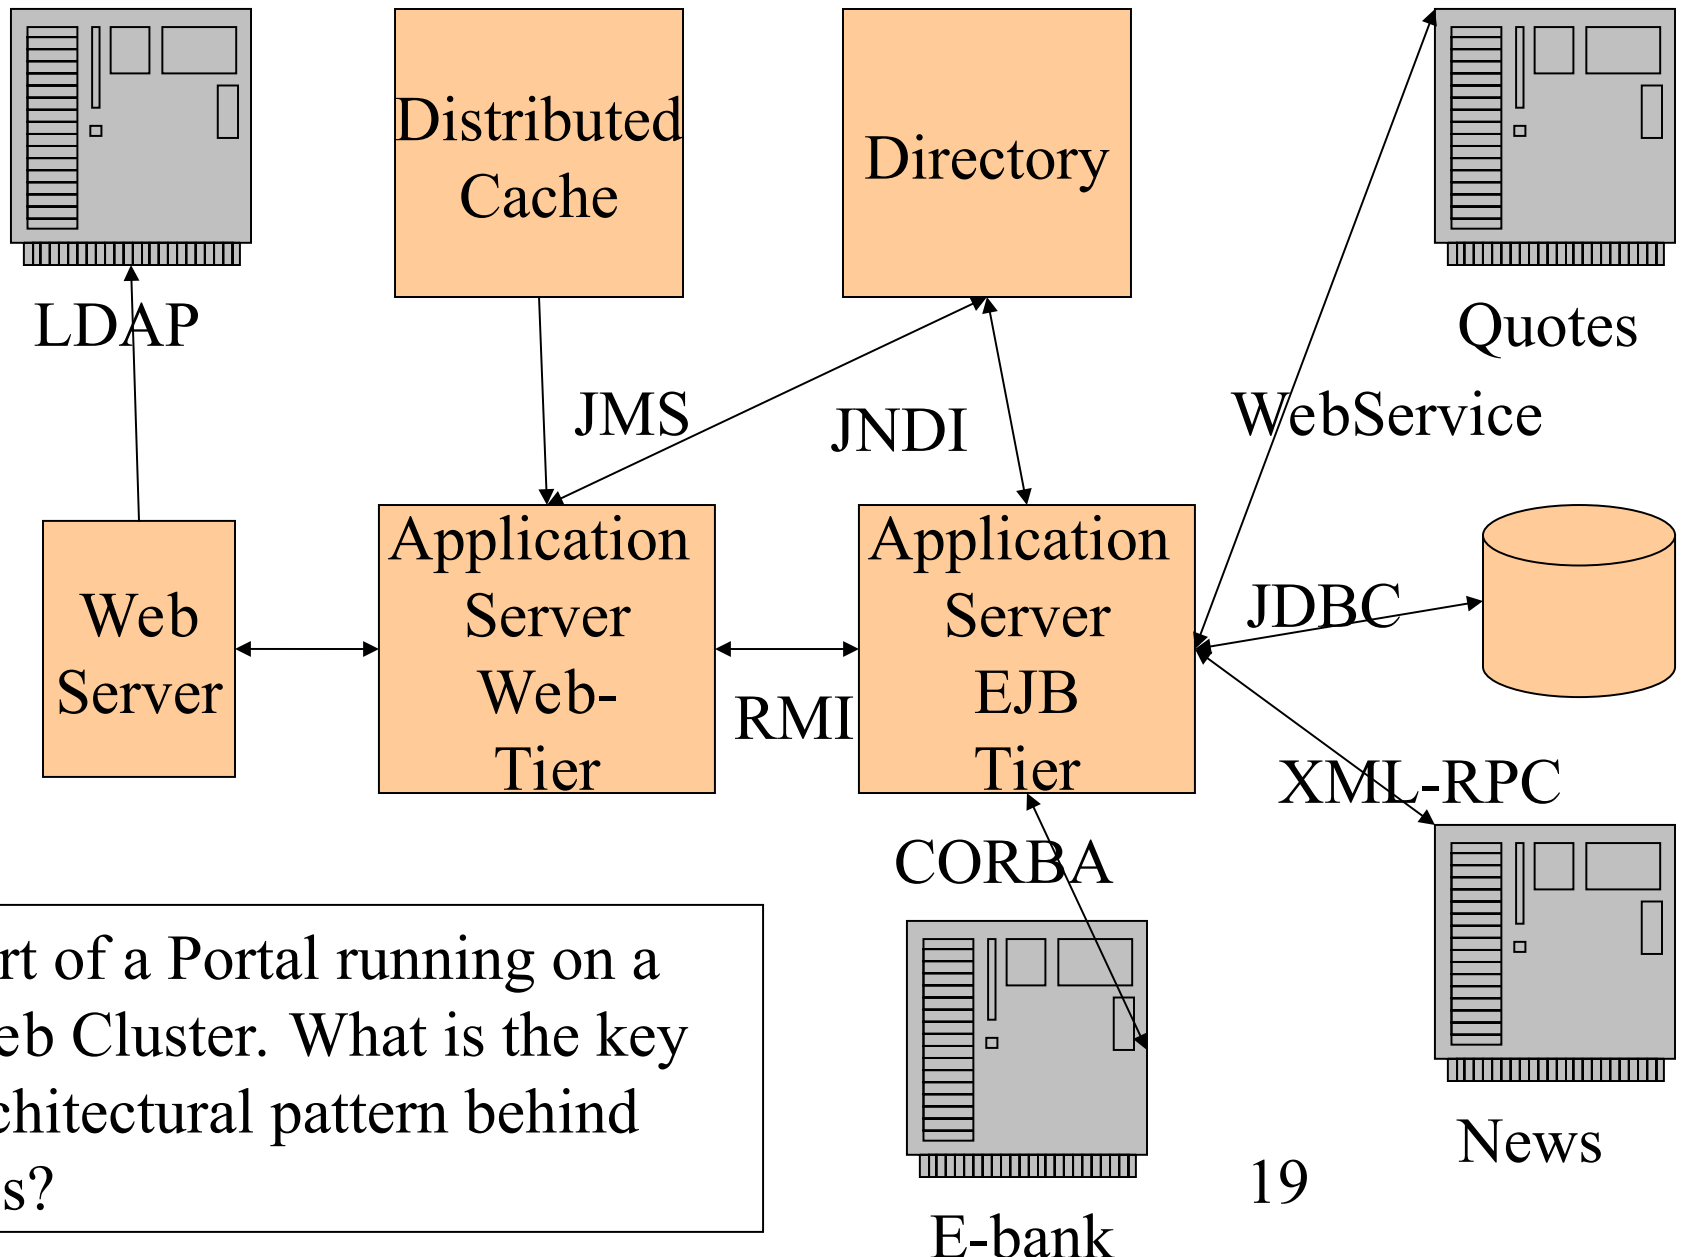 Distributed
Cache
Directory
LDAP
Quotes
JMS
JNDI
WebService
Web
Server
Application
Server
Web-
Tier
RMI
Application
Server
EJB
Tier
JDBC
XML-RPC
CORBA
rt of a Portal running on a
eb Cluster. What is the key
chitectural pattern behind
s?
E-bank
News
19